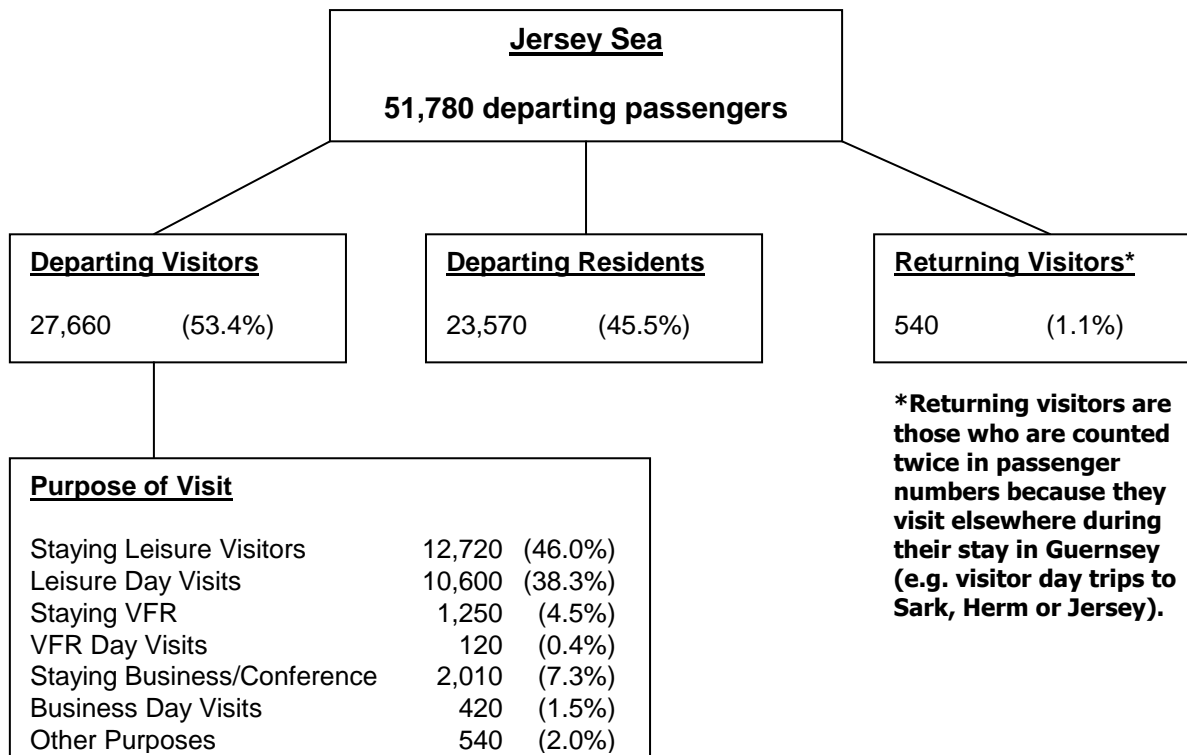 Jersey Sea
51,780 departing passengers
Departing Visitors
27,660 (53.4%)
Departing Residents
23,570 (45.5%)
Returning Visitors*
540 (1.1%)
*Returning visitors are
those who are counted
twice in passenger
numbers because they
visit elsewhere during
their stay in Guernsey
(e.g. visitor day trips to
Sark, Herm or Jersey).
Purpose of Visit
Staying Leisure Visitors 12,720 (46.0%)
Leisure Day Visits 10,600 (38.3%)
Staying VFR 1,250 (4.5%)
VFR Day Visits 120 (0.4%)
Staying Business/Conference 2,010 (7.3%)
Business Day Visits 420 (1.5%)
Other Purposes 540 (2.0%)